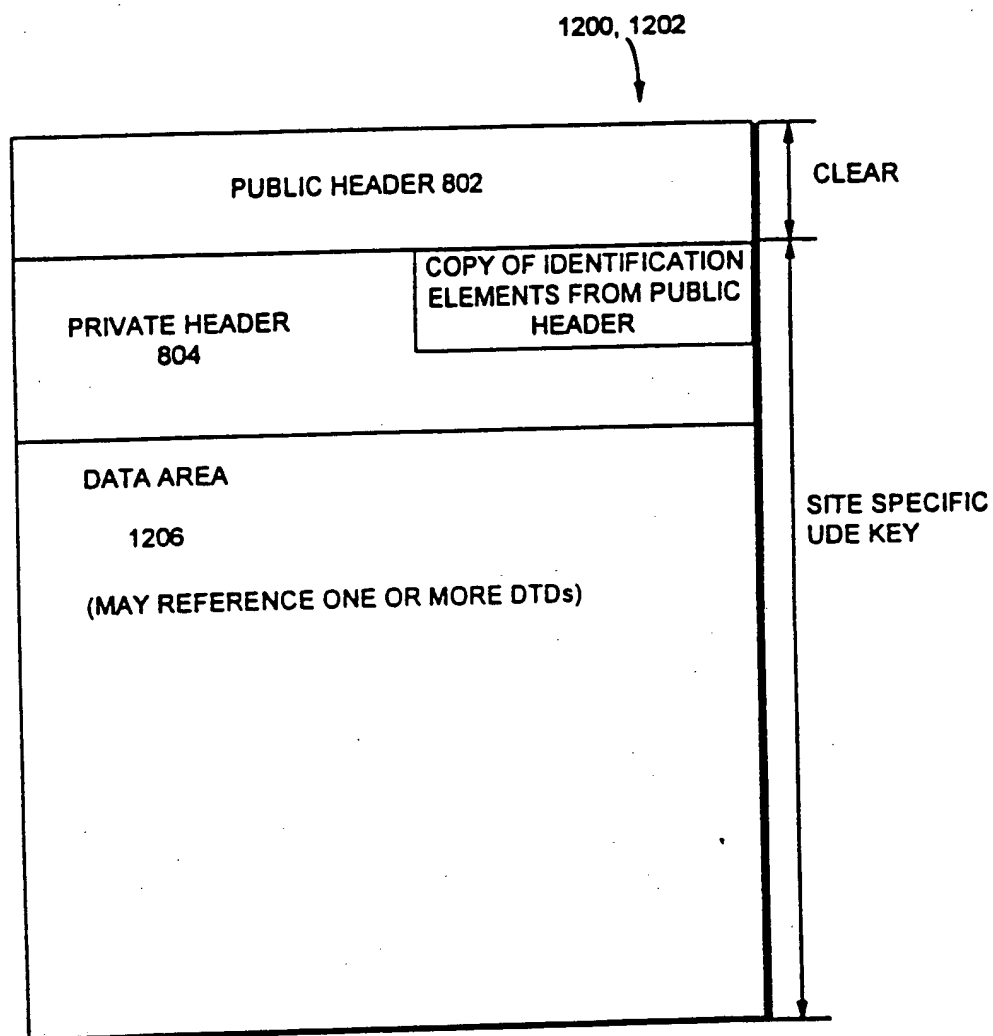 1200, 1202
PUBLIC HEADER 802
CLEAR
COPY OF IDENTIFICATION
ELEMENTS FROM PUBLIC
HEADER
PRIVATE HEADER
804
DATA AREA
1206
(MAY REFERENCE ONE OR MORE DTDs)
SITE SPECIFIC
UDE KEY